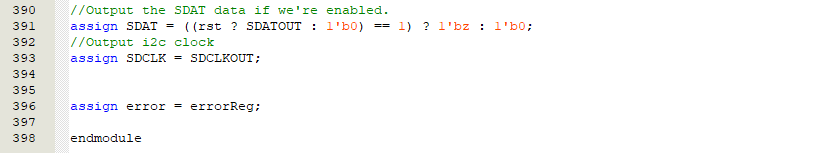 390 //Output the SDAT data if we're enabled.
391 assign SDAT = ((rst ? SDATOUT : 1'b0) == 1) ? 1'bz : 1'b0;
392 //Output i2c clock
393 assign SDCLK = SDCLKOUT;
394
395
396 assign error = errorReg;
397
398 endmodule